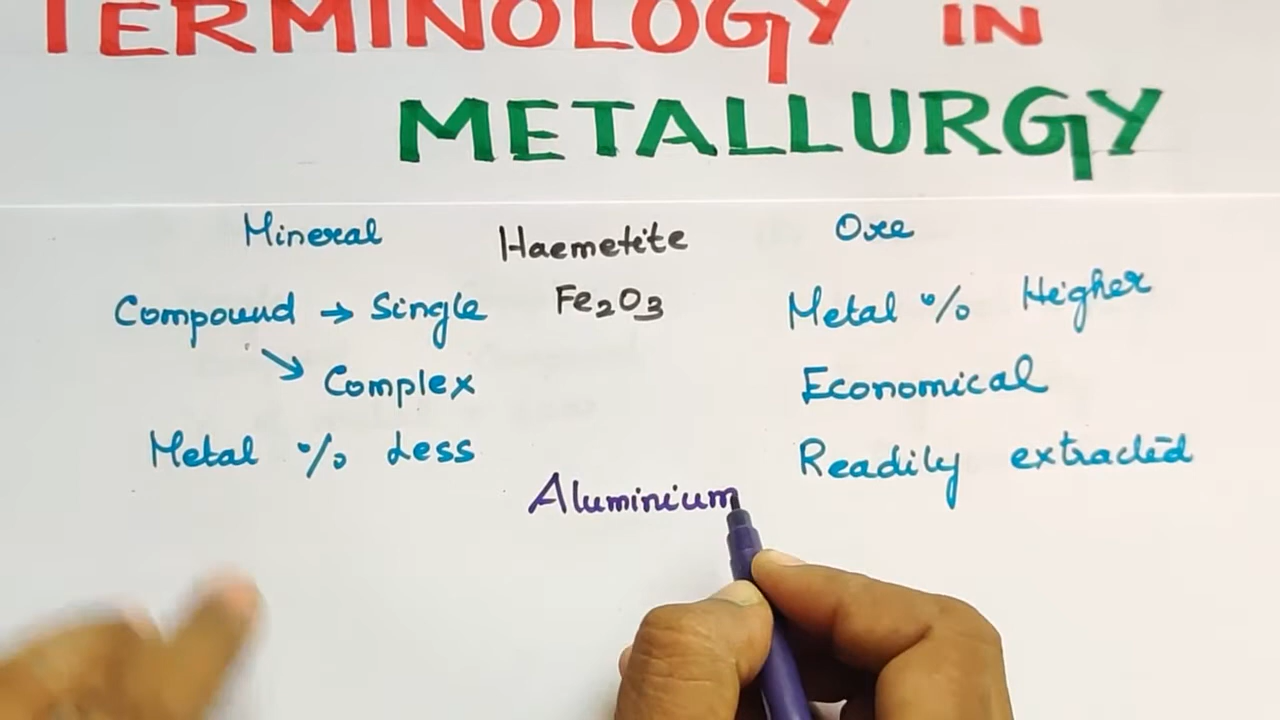 TERMINOLOGY IN
METALLURGY
Mineral Haemetite Ore
Compound → Single Fe2O3 Metal % Higher
↘ Complex Economical
Metal % Less Readily extracted
Aluminium